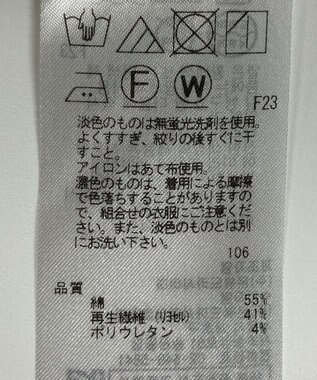 F W
F23
淡色のものは無蛍光洗剤を使用。
よくすすぎ、絞りの後すぐに干
すこと。
アイロンはあて布使用。
濃色のものは、着用による摩擦
で色落ちすることがありますの
で、組合せの衣服にご注意くだ
さい。また、淡色のものとは別
にお洗い下さい。
106
品質
綿 55%
再生繊維(リヨセル) 41%
ポリウレタン 4%